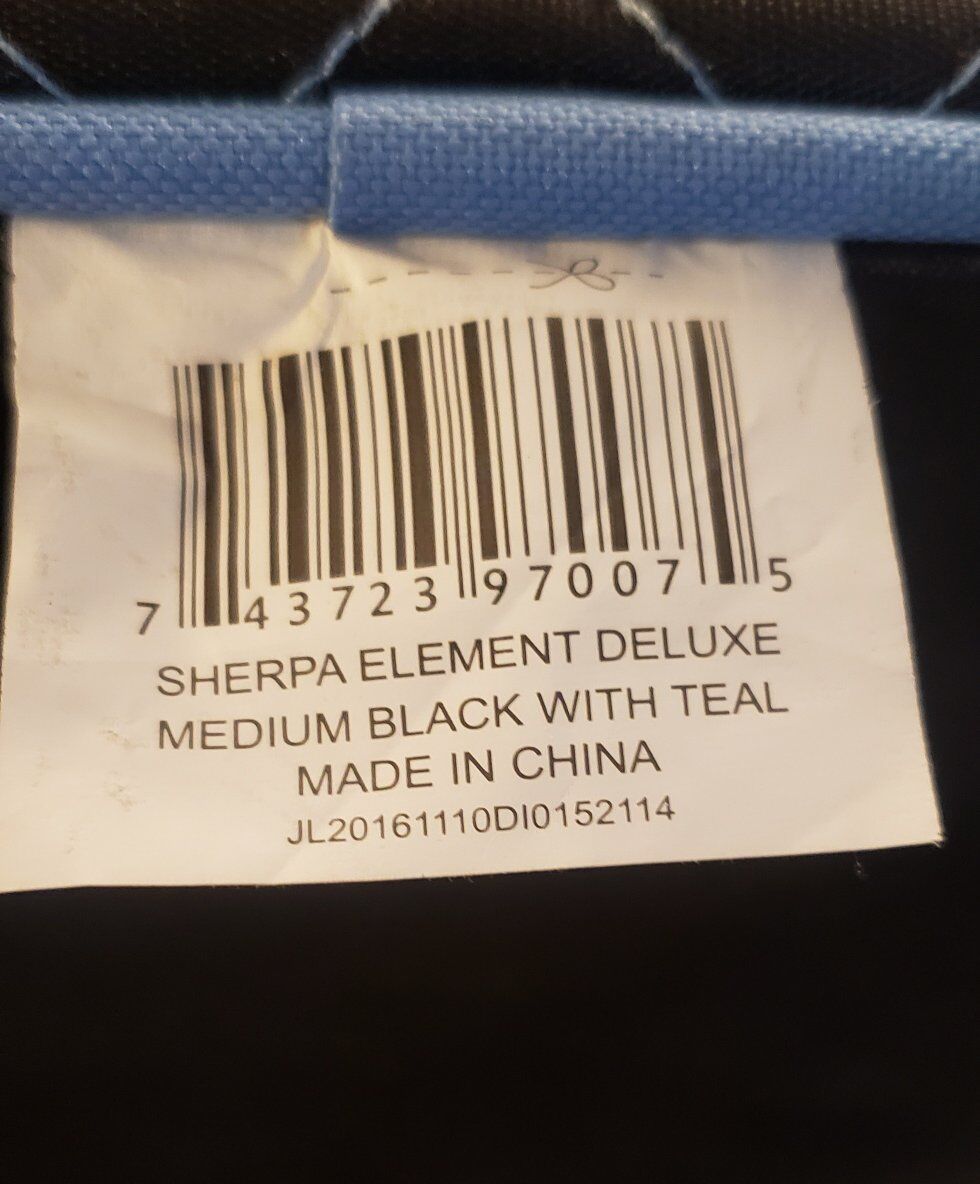 7 43723 97007 5
SHERPA ELEMENT DELUXE
MEDIUM BLACK WITH TEAL
MADE IN CHINA
JL20161110DI0152114